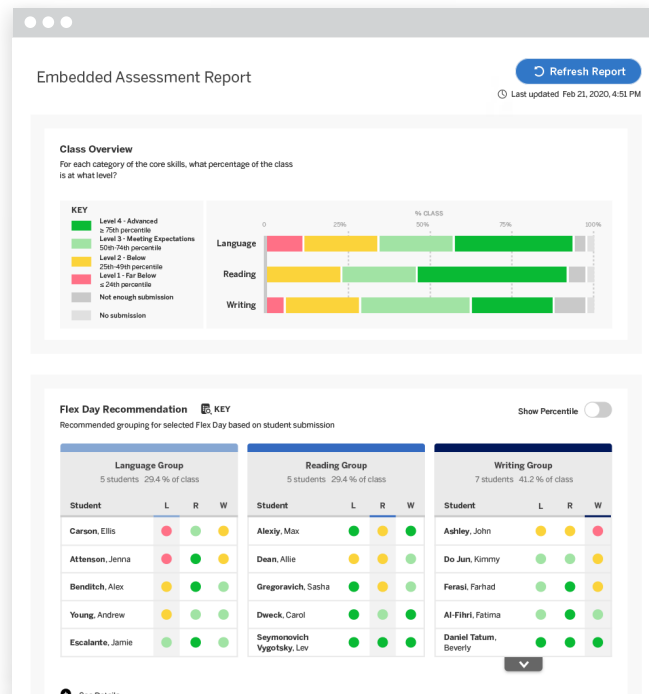 Embedded Assessment Report
Refresh Report
Last updated Feb 21, 2020, 4:51 PM
Class Overview
For each category of the core skills, what percentage of the class
is at what level?
KEY
Level 4 - Advanced
≥ 75th percentile
Level 3 - Meeting Expectations
50th-74th percentile
Level 2 - Below
25th-49th percentile
Level 1 - Far Below
≤ 24th percentile
Not enough submission
No submission
% CLASS
0 25% 50% 75% 100%
Language
Reading
Writing
Flex Day Recommendation KEY
Show Percentile
Recommended grouping for selected Flex Day based on student submission
Language Group
5 students 29.4 % of class
Student L R W
Carson, Ellis
Attenson, Jenna
Benditch, Alex
Young, Andrew
Escalante, Jamie
Reading Group
5 students 29.4 % of class
Student L R W
Alexiy, Max
Dean, Allie
Gregoravich, Sasha
Dweck, Carol
Seymonovich
Vygotsky, Lev
Writing Group
7 students 41.2 % of class
Student L R W
Ashley, John
Do Jun, Kimmy
Ferasi, Farhad
Al-Fihri, Fatima
Daniel Tatum,
Beverly
See Details